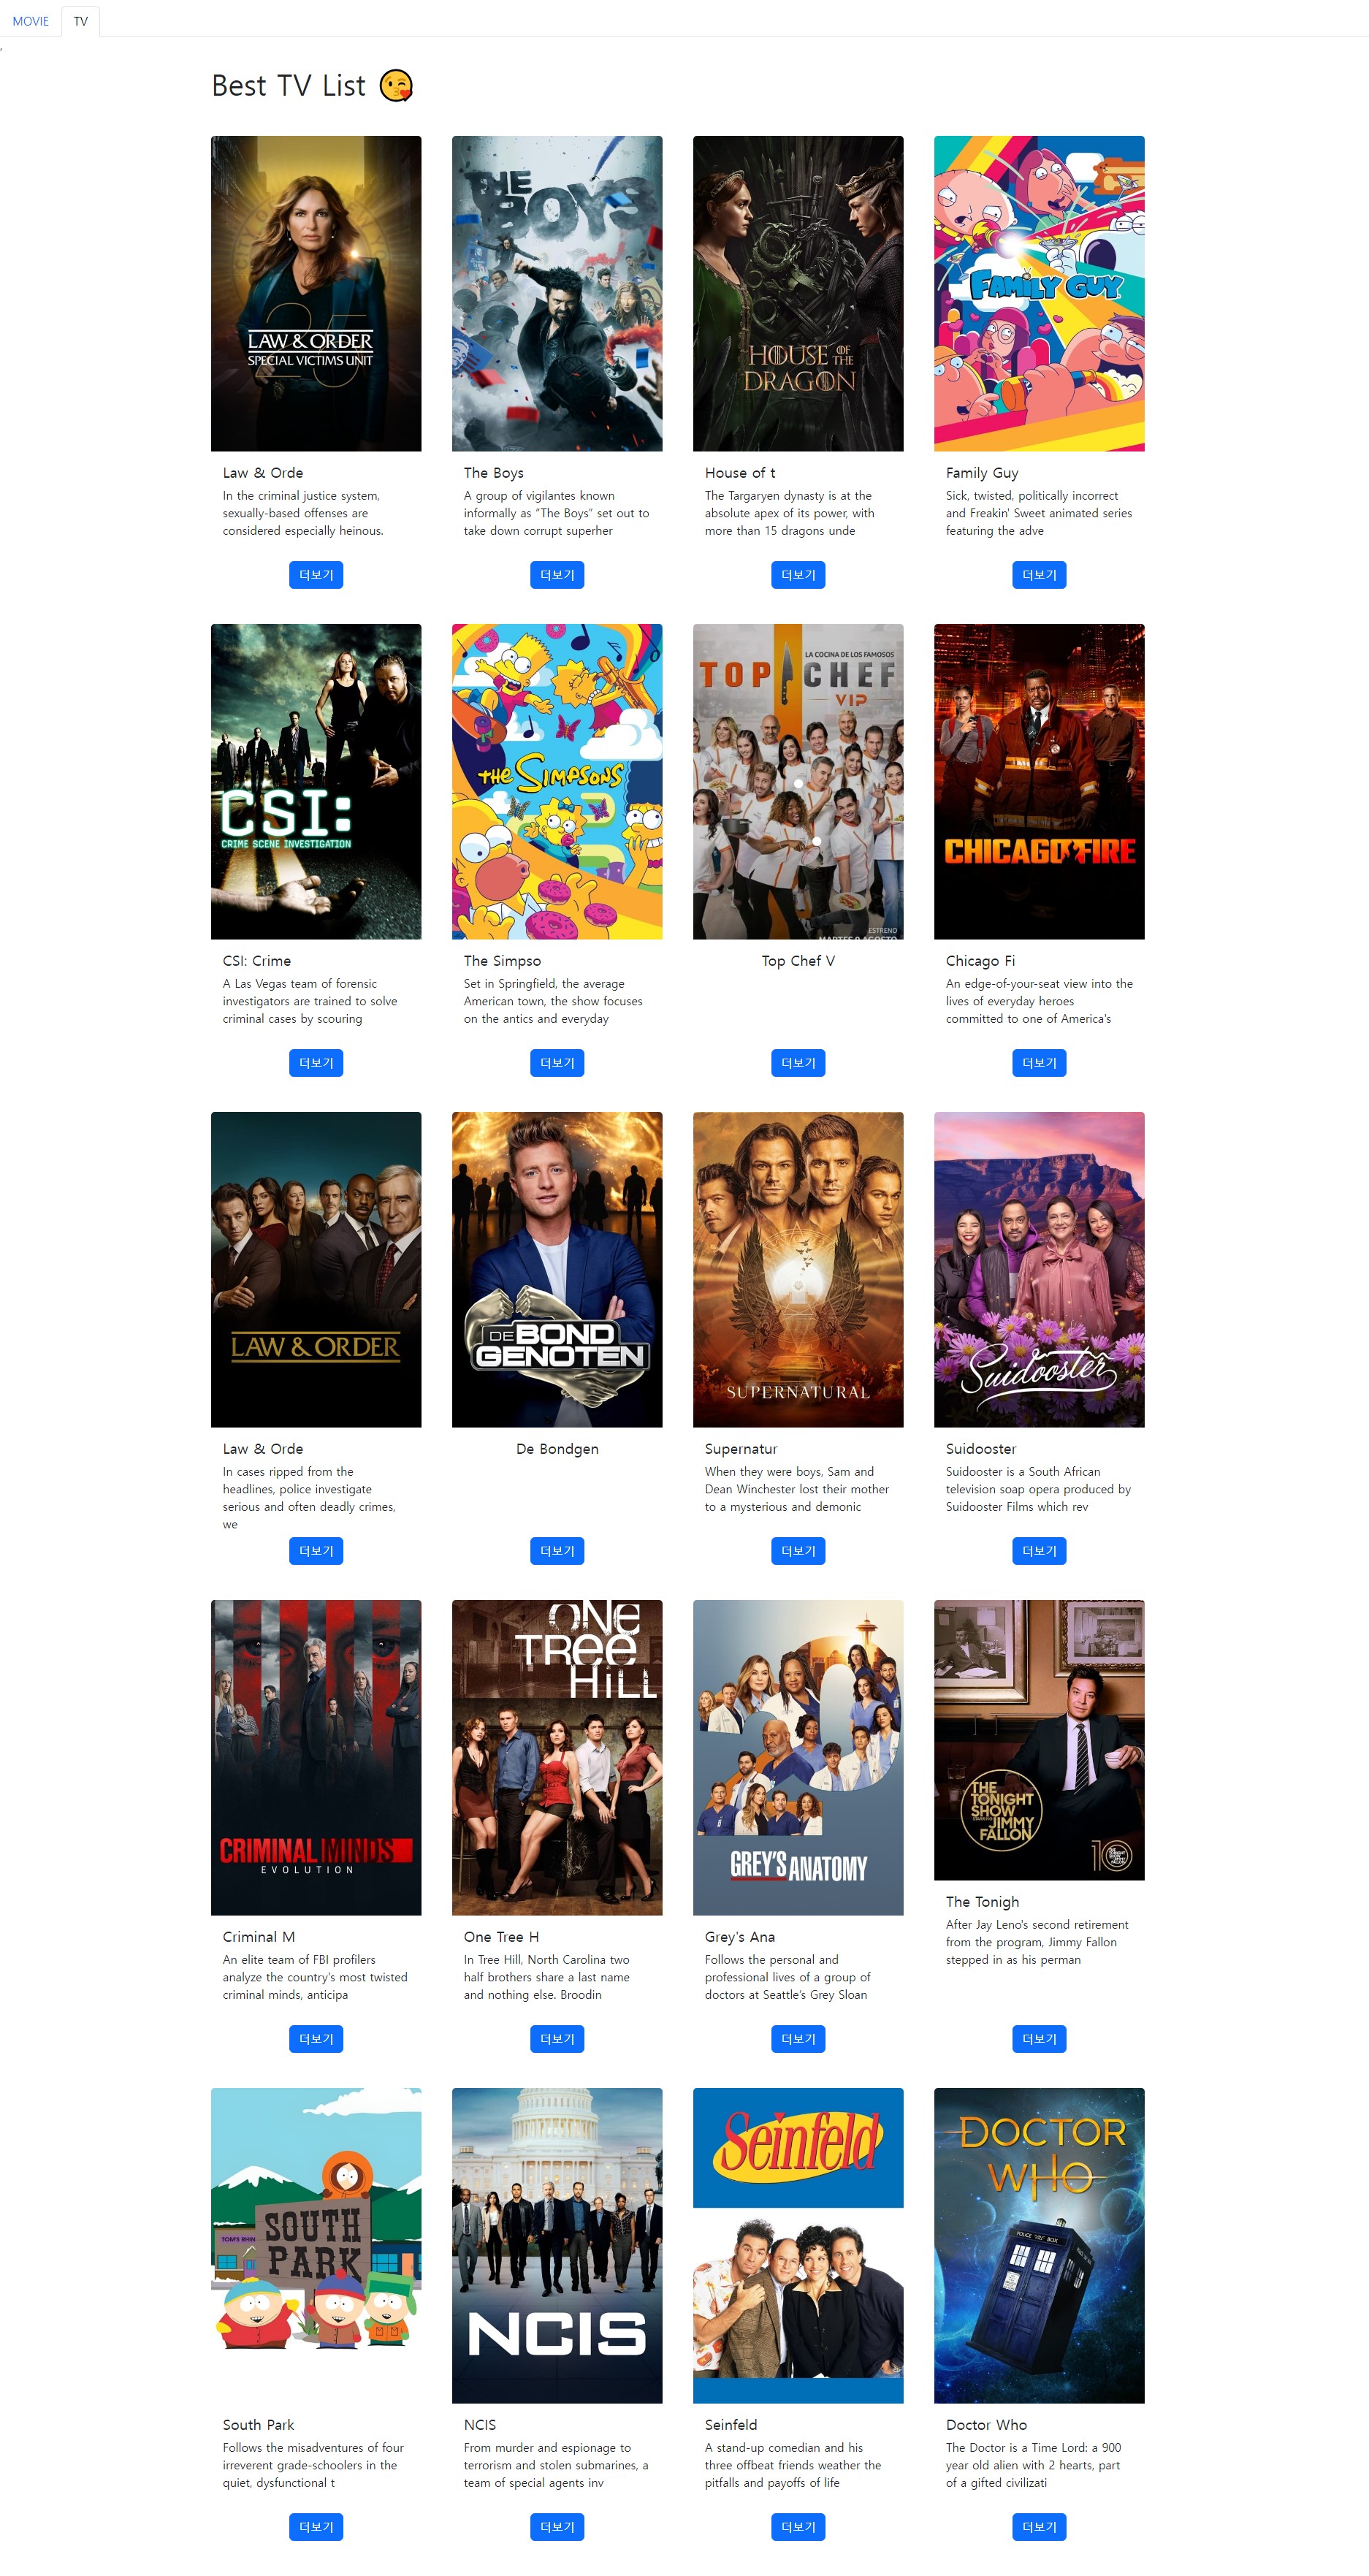 MOVIE
TV
,
Best TV List 😘
LAW & ORDER
SPECIAL VICTIMS UNIT
25
THE
BOYS
HOUSE OF THE
DRAGON
FAMILY GUY
Law & Orde
In the criminal justice system,
sexually-based offenses are
considered especially heinous.
더보기
The Boys
A group of vigilantes known
informally as “The Boys” set out to
take down corrupt superher
더보기
House of t
The Targaryen dynasty is at the
absolute apex of its power, with
more than 15 dragons unde
더보기
Family Guy
Sick, twisted, politically incorrect
and Freakin' Sweet animated series
featuring the adve
더보기
CSI:
CRIME SCENE INVESTIGATION
THE SIMPSONS
LA COCINA DE LOS FAMOSOS
TOP CHEF
VIP
ESTRENO
MARTES 9 AGOSTO
CHICAGO FIRE
CSI: Crime
A Las Vegas team of forensic
investigators are trained to solve
criminal cases by scouring
더보기
The Simpso
Set in Springfield, the average
American town, the show focuses
on the antics and everyday
더보기
Top Chef V
더보기
Chicago Fi
An edge-of-your-seat view into the
lives of everyday heroes
committed to one of America's
더보기
LAW & ORDER
DE BOND
GENOTEN
SUPERNATURAL
Suidooster
Law & Orde
In cases ripped from the
headlines, police investigate
serious and often deadly crimes,
we
더보기
De Bondgen
더보기
Supernatur
When they were boys, Sam and
Dean Winchester lost their mother
to a mysterious and demonic
더보기
Suidooster
Suidooster is a South African
television soap opera produced by
Suidooster Films which rev
더보기
CRIMINAL MINDS
EVOLUTION
ONE
TREE
HILL
20
GREY'S ANATOMY
THE
TONIGHT
SHOW
JIMMY
FALLON
10
Criminal M
An elite team of FBI profilers
analyze the country's most twisted
criminal minds, anticipa
더보기
One Tree H
In Tree Hill, North Carolina two
half brothers share a last name
and nothing else. Broodin
더보기
Grey's Ana
Follows the personal and
professional lives of a group of
doctors at Seattle’s Grey Sloan
더보기
The Tonigh
After Jay Leno's second retirement
from the program, Jimmy Fallon
stepped in as his perman
더보기
TOM'S RHIN
SOUTH
PARK
NCIS
Seinfeld
DOCTOR
WHO
POLICE BOX
South Park
Follows the misadventures of four
irreverent grade-schoolers in the
quiet, dysfunctional t
더보기
NCIS
From murder and espionage to
terrorism and stolen submarines, a
team of special agents inv
더보기
Seinfeld
A stand-up comedian and his
three offbeat friends weather the
pitfalls and payoffs of life
더보기
Doctor Who
The Doctor is a Time Lord: a 900
year old alien with 2 hearts, part
of a gifted civilizati
더보기